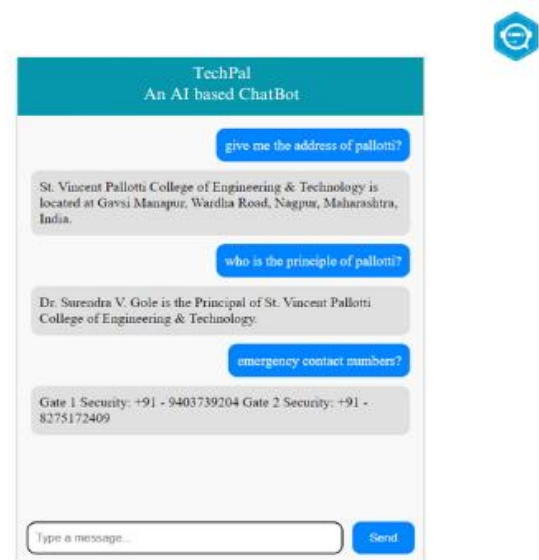 TechPal
An AI based ChatBot
give me the address of pallotti?
St. Vincent Pallotti College of Engineering & Technology is
located at Gavsi Manapur, Wardha Road, Nagpur, Maharashtra,
India.
who is the principle of pallotti?
Dr. Surendra V. Gole is the Principal of St. Vincent Pallotti
College of Engineering & Technology.
emergency contact numbers?
Gate 1 Security: +91 - 9403739204 Gate 2 Security: +91 -
8275172409
Type a message...
Send